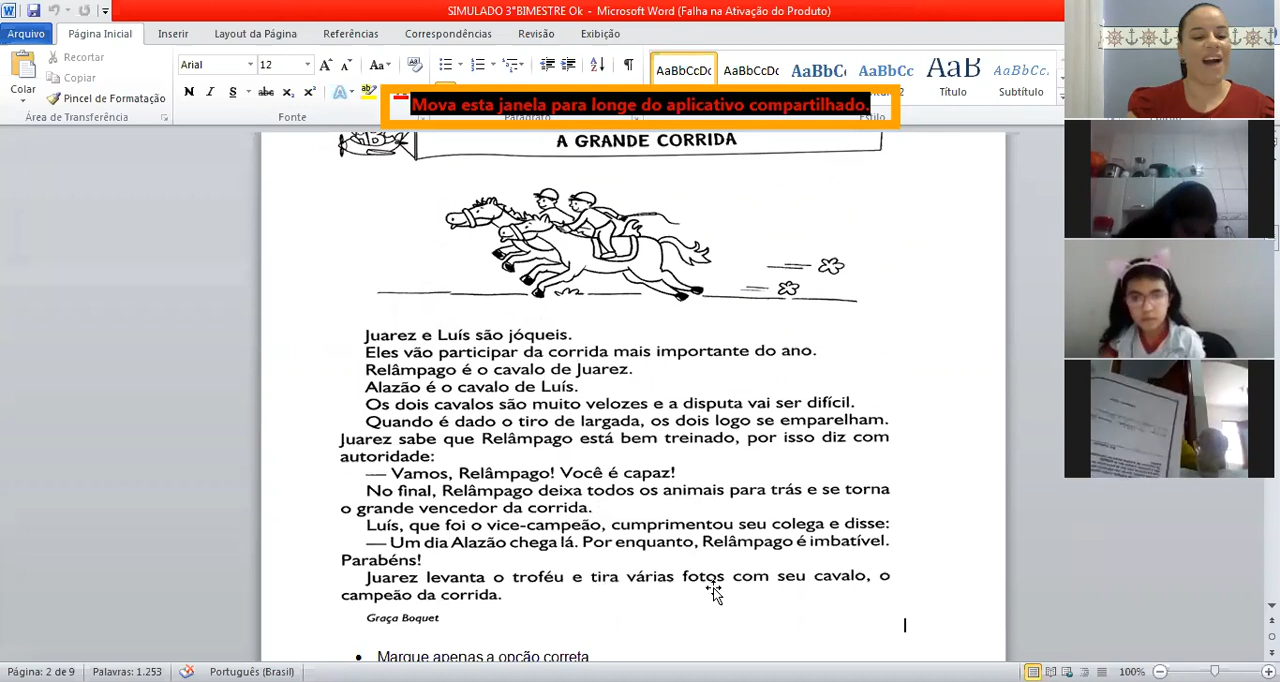 SIMULADO 3°BIMESTRE Ok - Microsoft Word (Falha na Ativação do Produto)
Arquivo Página Inicial Inserir Layout da Página Referências Correspondências Revisão Exibição
Colar
Recortar
Copiar
Pincel de Formatação
Área de Transferência
Arial 12
Aa
N I S abc
Fonte
Parágrafo
AaBbCcDc AaBbCcDc AaBbC AaBbCc AaB AaBbCc
Título Subtítulo
Estilo
Mova esta janela para longe do aplicativo compartilhado.
A GRANDE CORRIDA
Juarez e Luís são jóqueis.
Eles vão participar da corrida mais importante do ano.
Relâmpago é o cavalo de Juarez.
Alazão é o cavalo de Luís.
Os dois cavalos são muito velozes e a disputa vai ser difícil.
Quando é dado o tiro de largada, os dois logo se emparelham.
Juarez sabe que Relâmpago está bem treinado, por isso diz com
autoridade:
— Vamos, Relâmpago! Você é capaz!
No final, Relâmpago deixa todos os animais para trás e se torna
o grande vencedor da corrida.
Luís, que foi o vice-campeão, cumprimentou seu colega e disse:
— Um dia Alazão chega lá. Por enquanto, Relâmpago é imbatível.
Parabéns!
Juarez levanta o troféu e tira várias fotos com seu cavalo, o
campeão da corrida.
Graça Boquet
• Marque apenas a opção correta
Página: 2 de 9 Palavras: 1.253 Português (Brasil) 100%